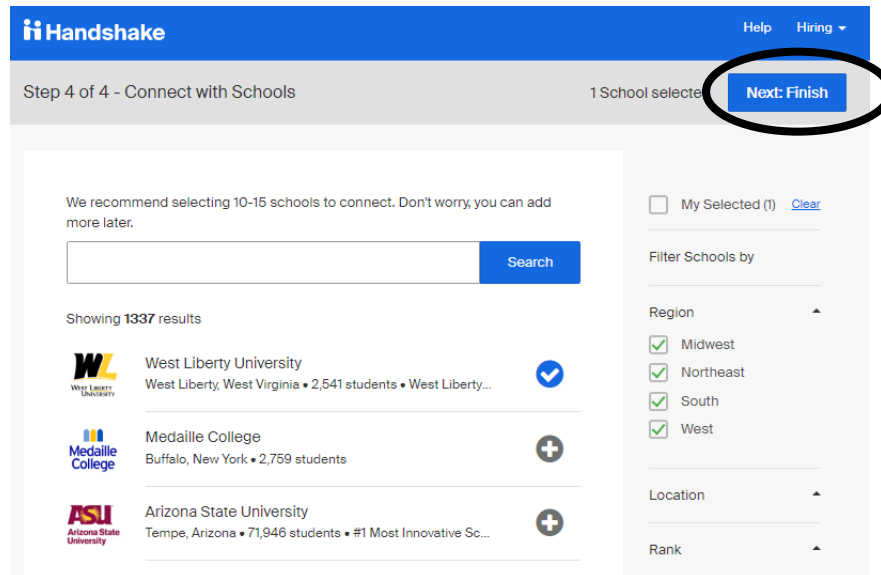 Handshake
Help Hiring
Step 4 of 4 - Connect with Schools
1 School selecte
Next: Finish
We recommend selecting 10-15 schools to connect. Don't worry, you can add
more later.
Search
Showing 1337 results
WL
West Liberty
University
West Liberty University
West Liberty, West Virginia • 2,541 students • West Liberty...
Medaille
College
Medaille College
Buffalo, New York • 2,759 students
ASU
Arizona State
University
Arizona State University
Tempe, Arizona • 71,946 students • #1 Most Innovative Sc...
My Selected (1) Clear
Filter Schools by
Region
Midwest
Northeast
South
West
Location
Rank